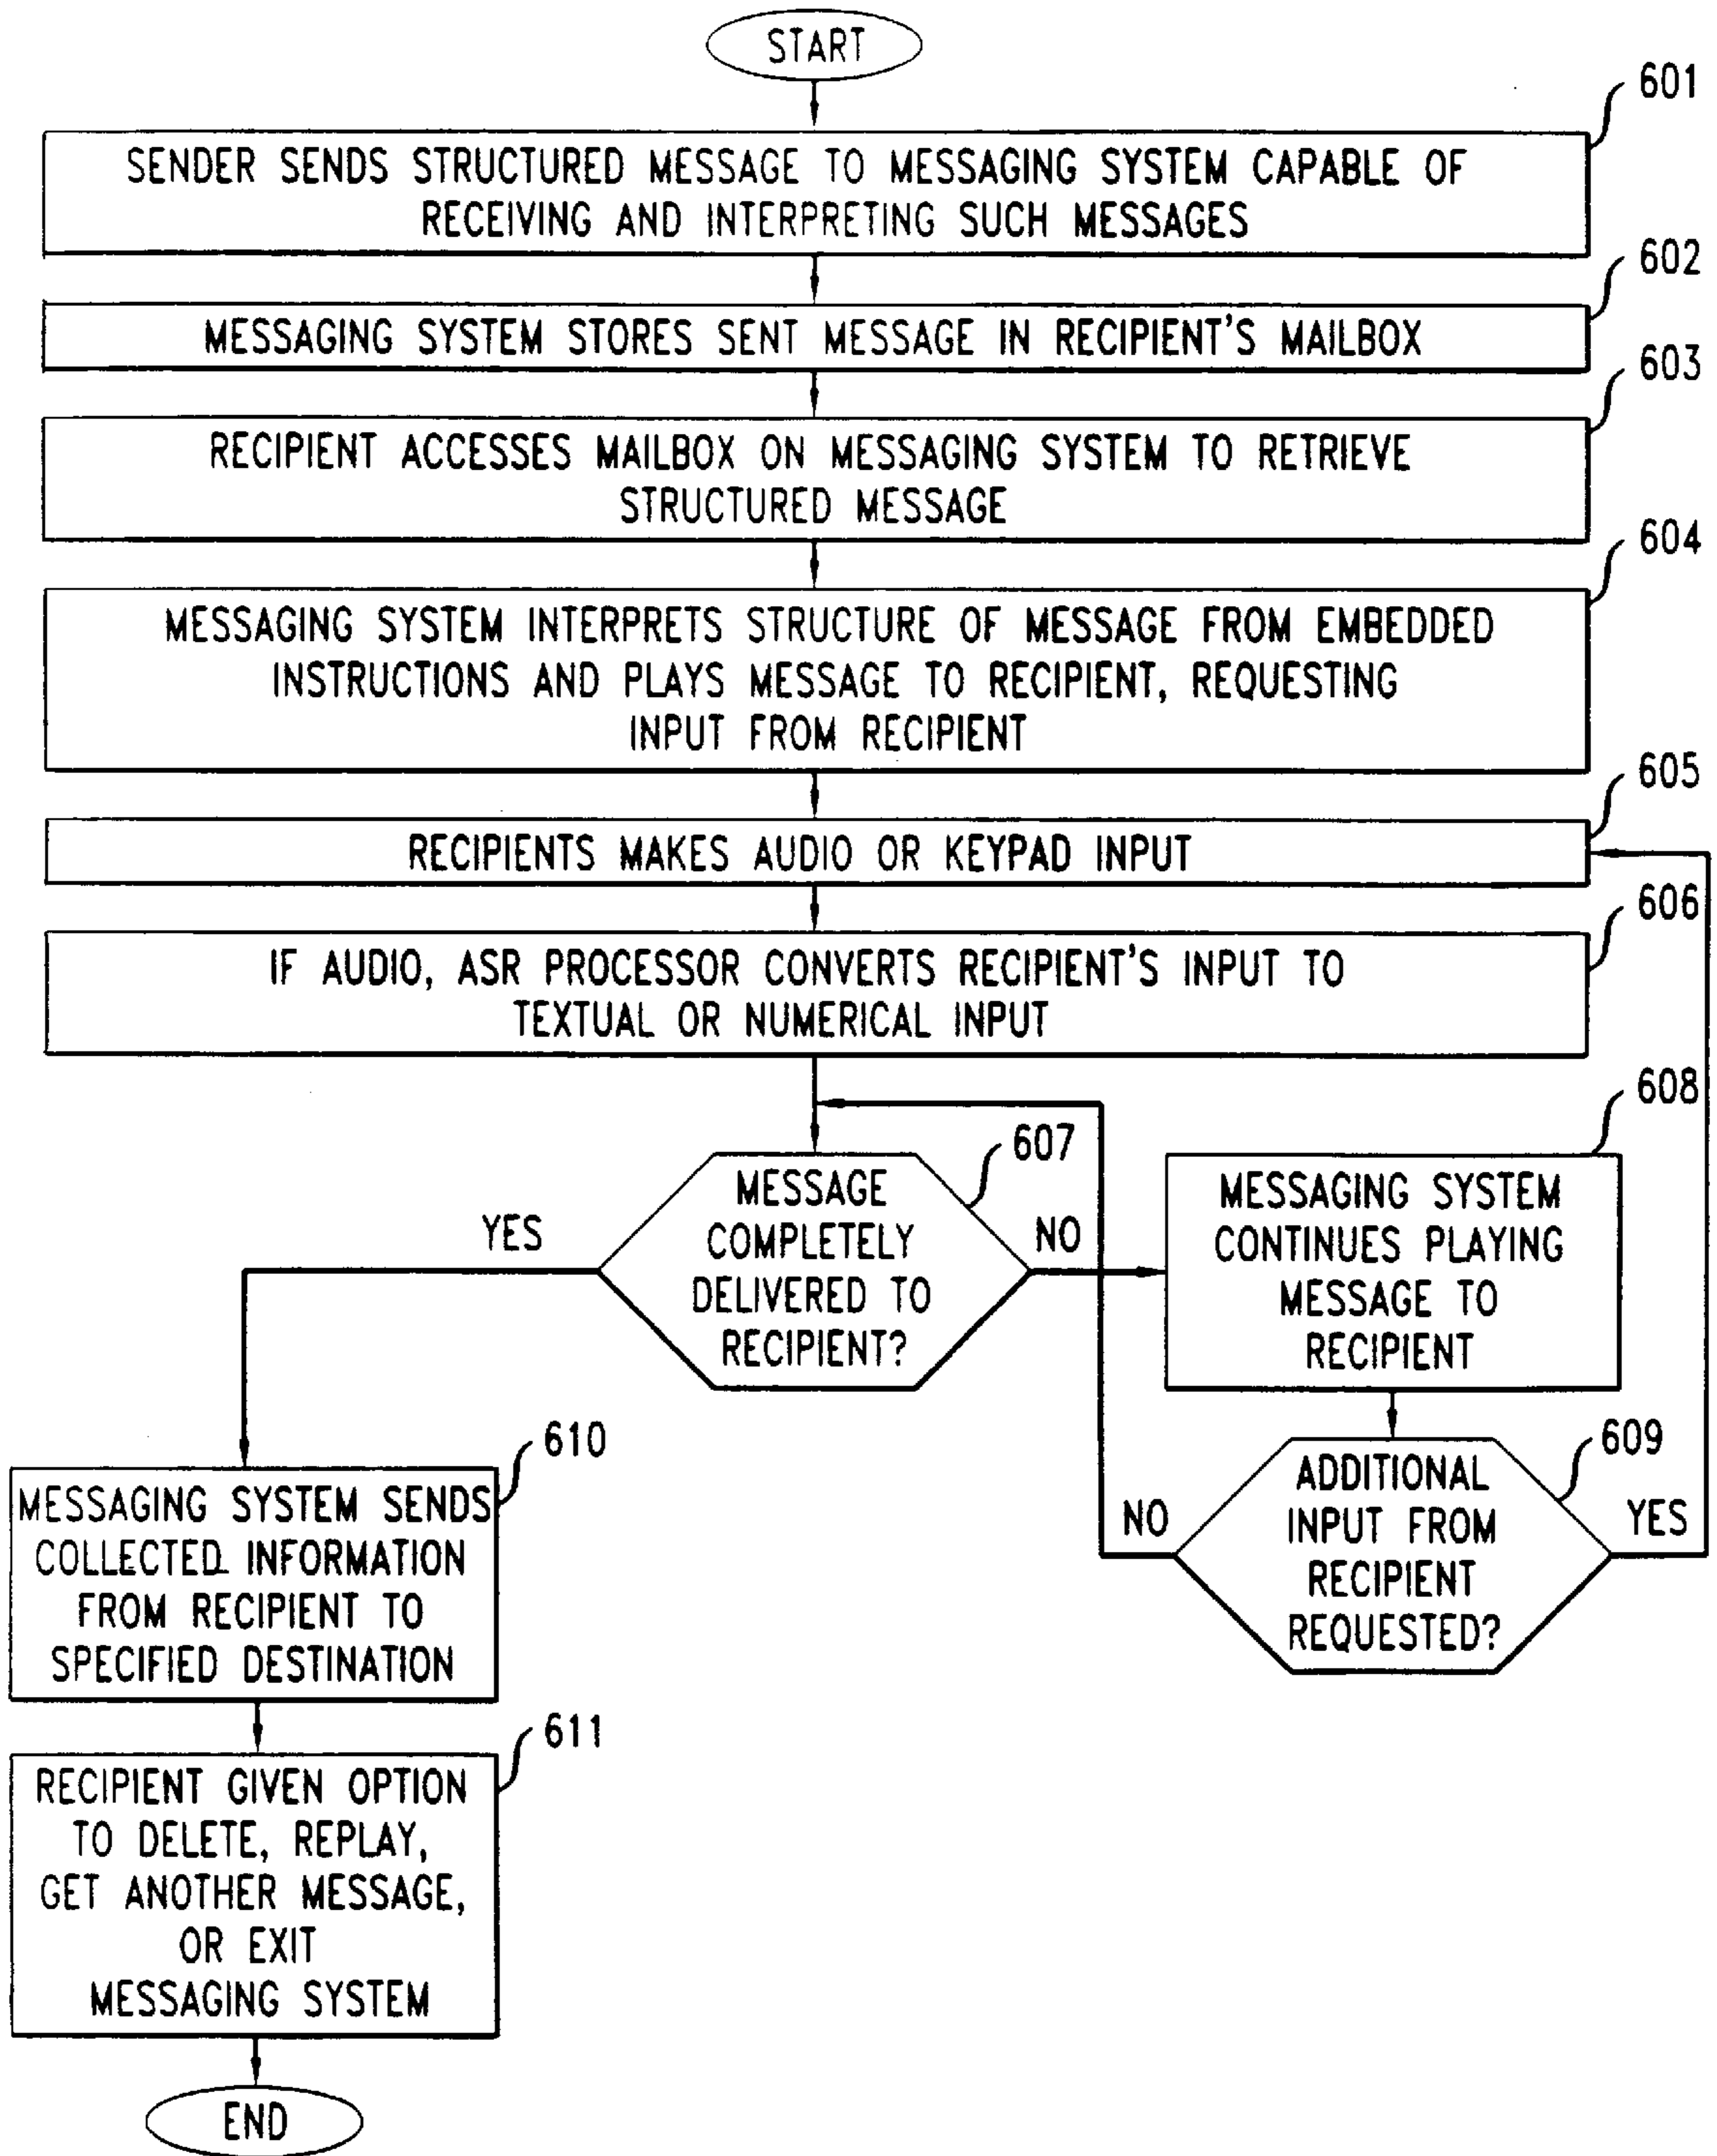 START
601
SENDER SENDS STRUCTURED MESSAGE TO MESSAGING SYSTEM CAPABLE OF
RECEIVING AND INTERPRETING SUCH MESSAGES
602
MESSAGING SYSTEM STORES SENT MESSAGE IN RECIPIENT'S MAILBOX
603
RECIPIENT ACCESSES MAILBOX ON MESSAGING SYSTEM TO RETRIEVE
STRUCTURED MESSAGE
604
MESSAGING SYSTEM INTERPRETS STRUCTURE OF MESSAGE FROM EMBEDDED
INSTRUCTIONS AND PLAYS MESSAGE TO RECIPIENT, REQUESTING
INPUT FROM RECIPIENT
605
RECIPIENTS MAKES AUDIO OR KEYPAD INPUT
606
IF AUDIO, ASR PROCESSOR CONVERTS RECIPIENT'S INPUT TO
TEXTUAL OR NUMERICAL INPUT
607
MESSAGE
COMPLETELY
DELIVERED TO
RECIPIENT?
YES
NO
608
MESSAGING SYSTEM
CONTINUES PLAYING
MESSAGE TO
RECIPIENT
609
ADDITIONAL
INPUT FROM
RECIPIENT
REQUESTED?
NO
YES
610
MESSAGING SYSTEM SENDS
COLLECTED INFORMATION
FROM RECIPIENT TO
SPECIFIED DESTINATION
611
RECIPIENT GIVEN OPTION
TO DELETE, REPLAY,
GET ANOTHER MESSAGE,
OR EXIT
MESSAGING SYSTEM
END